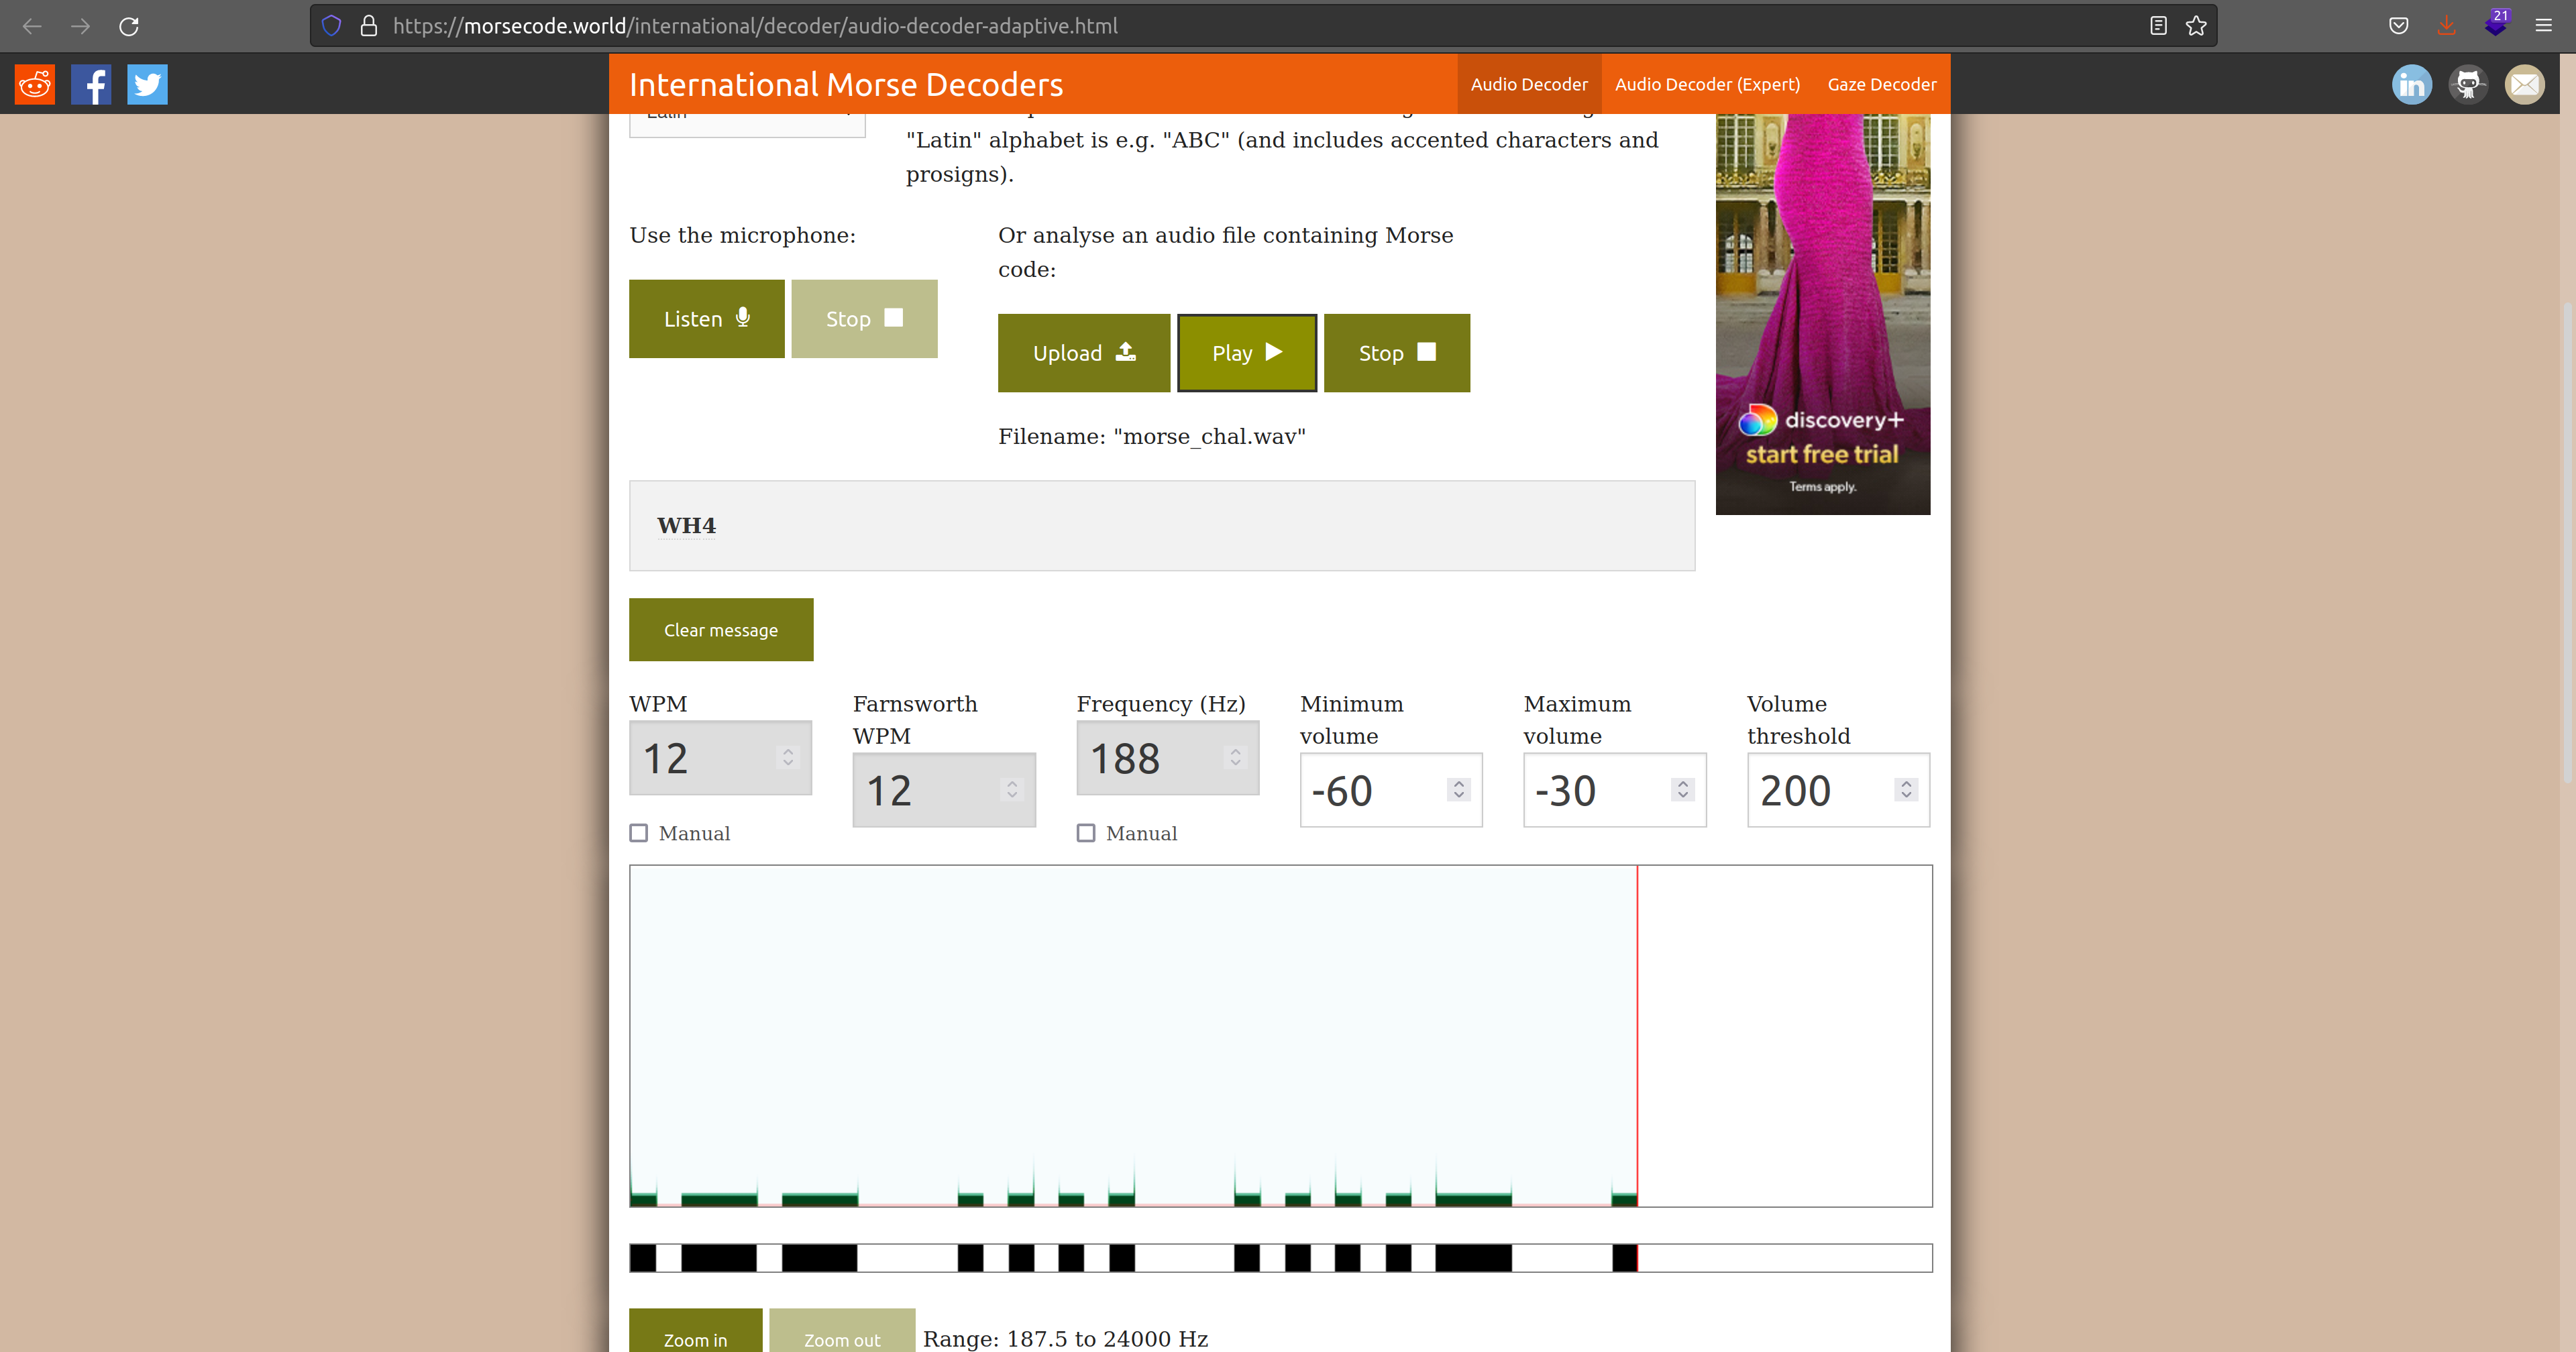 https://morsecode.world/international/decoder/audio-decoder-adaptive.html
21
International Morse Decoders
Audio Decoder
Audio Decoder (Expert)
Gaze Decoder
"Latin" alphabet is e.g. "ABC" (and includes accented characters and
prosigns).
Use the microphone:
Or analyse an audio file containing Morse
code:
Listen
Stop
Upload
Play
Stop
Filename: "morse_chal.wav"
discovery+
start free trial
Terms apply.
WH4
Clear message
WPM
12
Manual
Farnsworth
WPM
12
Frequency (Hz)
188
Manual
Minimum
volume
-60
Maximum
volume
-30
Volume
threshold
200
Zoom in
Zoom out
Range: 187.5 to 24000 Hz